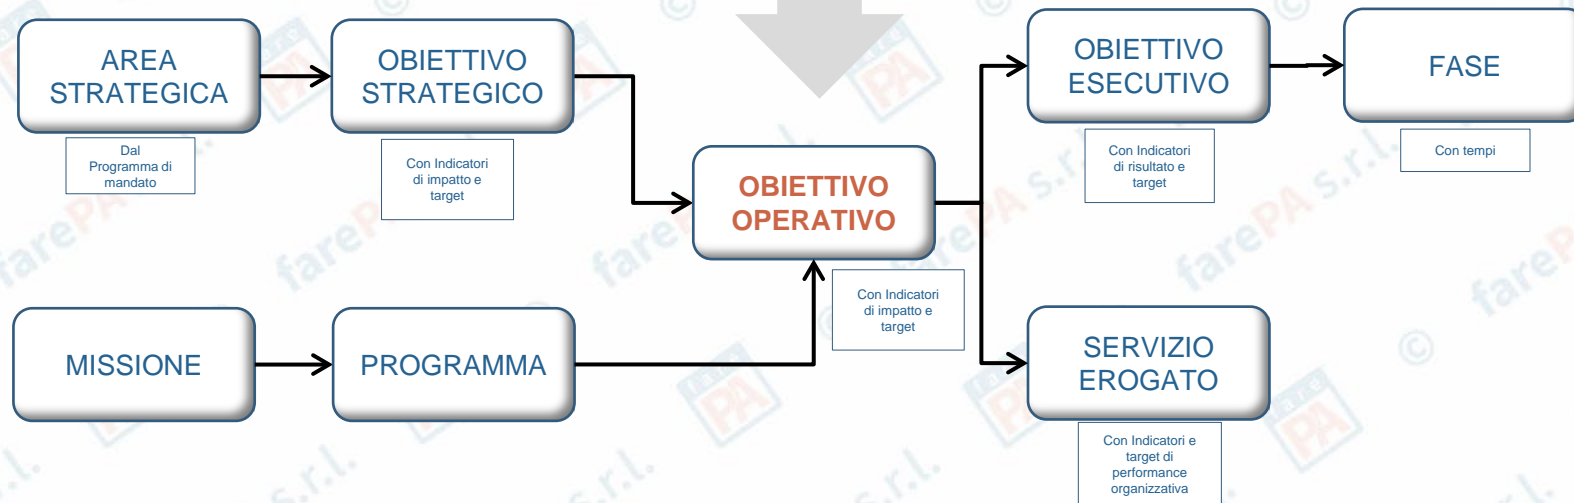 AREA
STRATEGICA
Dal
Programma di
mandato
OBIETTIVO
STRATEGICO
Con Indicatori
di impatto e
target
OBIETTIVO
OPERATIVO
Con Indicatori
di impatto e
target
OBIETTIVO
ESECUTIVO
Con Indicatori
di risultato e
target
FASE
Con tempi
MISSIONE
PROGRAMMA
SERVIZIO
EROGATO
Con Indicatori e
target di
performance
organizzativa
© farePA s.r.l.